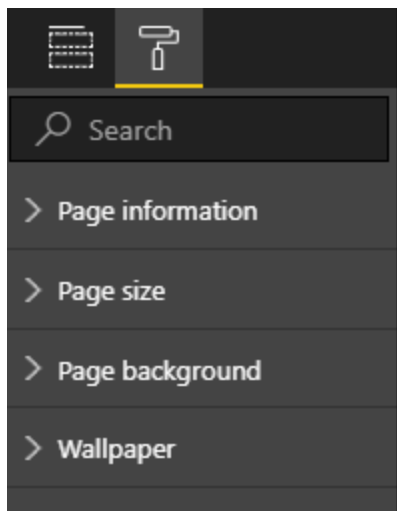 Search
Page information
Page size
Page background
Wallpaper